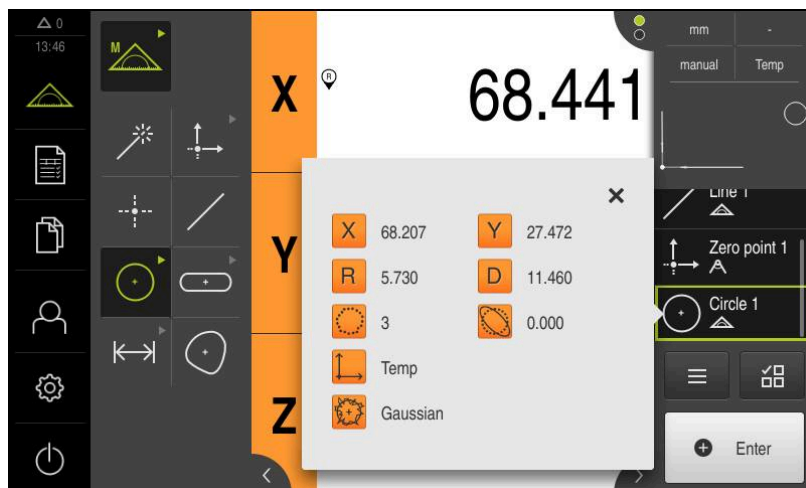 0
13:46
M
X
R
68.441
Y
Z
mm
-
manual
Temp
X 68.207 Y 27.472
R 5.730 D 11.460
3 0.000
Temp
Gaussian
Line 1
Zero point 1
Circle 1
Enter